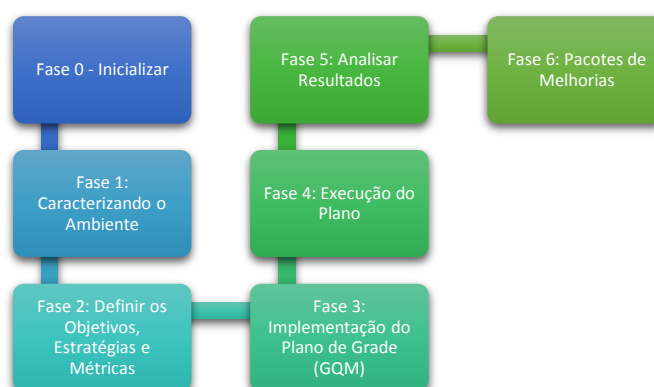 Fase 0 - Inicializar
Fase 1:
Caracterizando o
Ambiente
Fase 2: Definir os
Objetivos,
Estratégias e
Métricas
Fase 3:
Implementação do
Plano de Grade
(GQM)
Fase 4: Execução do
Plano
Fase 5: Analisar
Resultados
Fase 6: Pacotes de
Melhorias